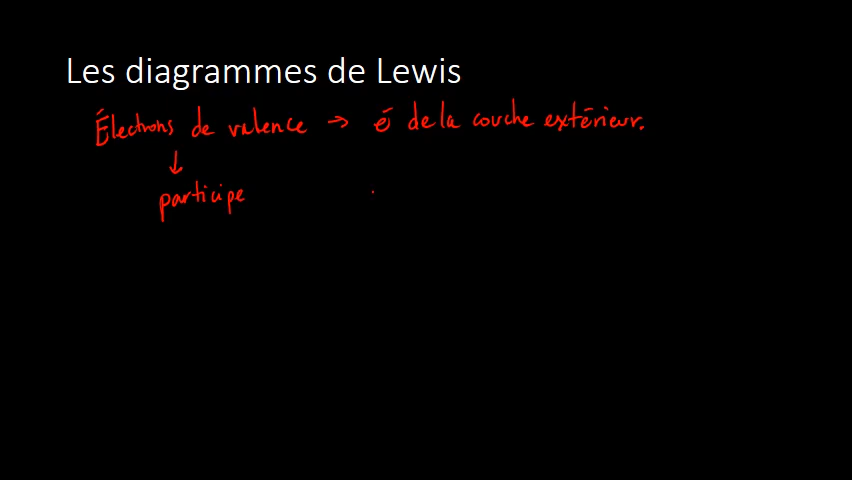 Les diagrammes de Lewis
Électrons de valence → é de la couche extérieur.
↓
participe